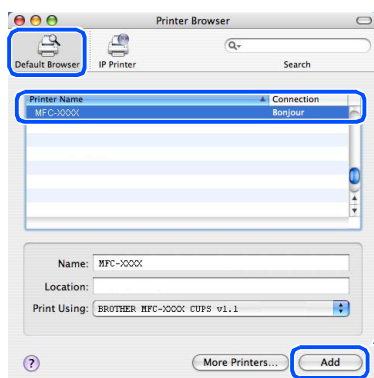 Printer Browser
Default Browser IP Printer Search
Printer Name Connection
MFC-XXXX Bonjour
Name: MFC-XXXX
Location:
Print Using: BROTHER MFC-XXXX CUPS v1.1
? More Printers... Add